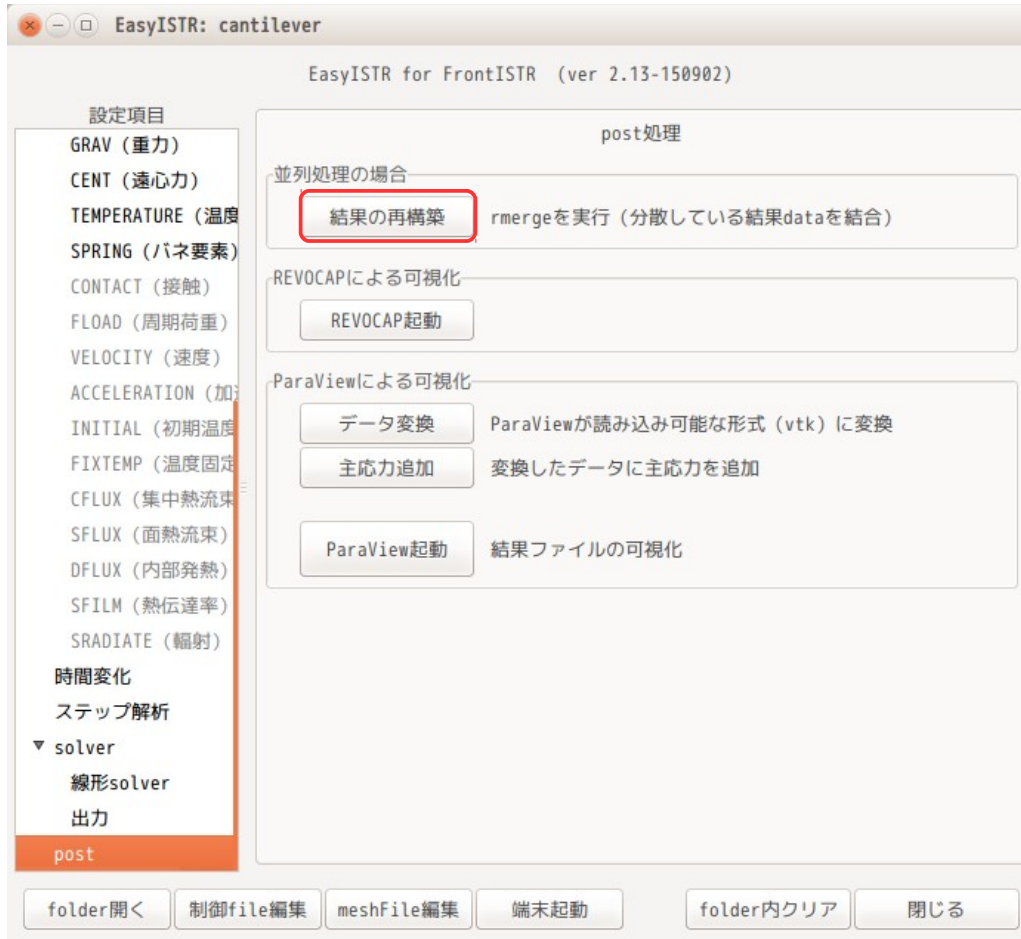 EasyISTR: cantilever
EasyISTR for FrontISTR (ver 2.13-150902)
設定項目
GRAV (重力)
CENT (遠心力)
TEMPERATURE (温度
SPRING (バネ要素)
CONTACT (接触)
FLOAD (周期荷重)
VELOCITY (速度)
ACCELERATION (加
INITIAL (初期温度
FIXTEMP (温度固定
CFLUX (集中熱流束
SFLUX (面熱流束)
DFLUX (内部発熱)
SFILM (熱伝達率)
SRADIATE (輻射)
時間変化
ステップ解析
solver
線形solver
出力
post
post処理
並列処理の場合
結果の再構築 rmergeを実行 (分散している結果dataを結合)
REVOCAPによる可視化
REVOCAP起動
ParaViewによる可視化
データ変換 ParaViewが読み込み可能な形式 (vtk) に変換
主応力追加 変換したデータに主応力を追加
ParaView起動 結果ファイルの可視化
folder開く 制御file編集 meshFile編集 端末起動 folder内クリア 閉じる